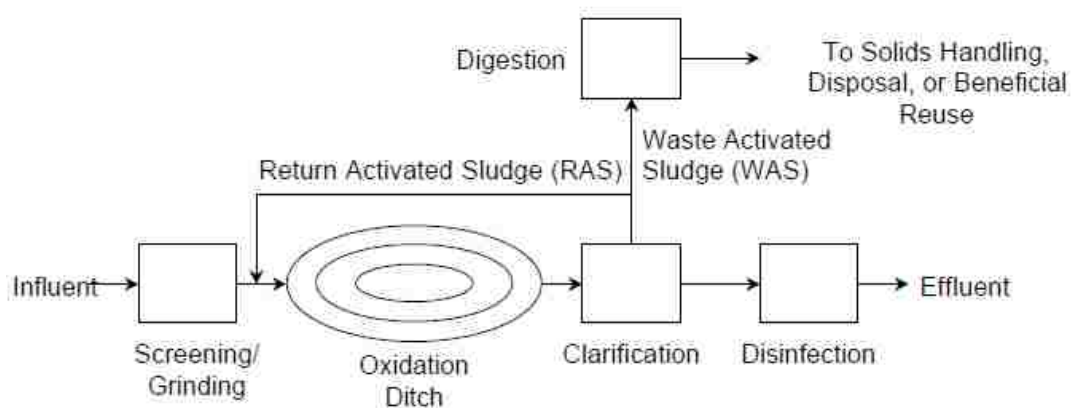 Digestion
To Solids Handling,
Disposal, or Beneficial
Reuse
Waste Activated
Sludge (WAS)
Return Activated Sludge (RAS)
Influent
Effluent
Screening/
Grinding
Oxidation
Ditch
Clarification
Disinfection